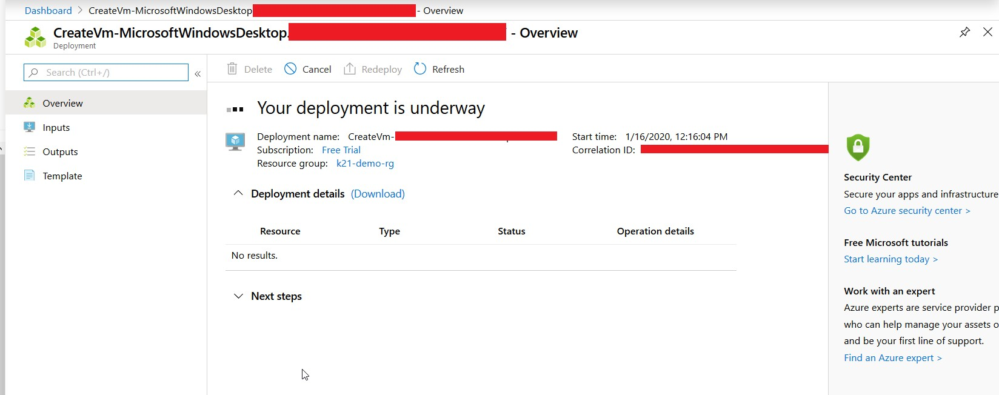 Dashboard > CreateVm-MicrosoftWindowsDesktop - Overview
CreateVm-MicrosoftWindowsDesktop. - Overview
Deployment
Search (Ctrl+/)
«
Overview
Inputs
Outputs
Template
Delete Cancel Redeploy Refresh
Your deployment is underway
Deployment name: CreateVm-
Subscription: Free Trial
Resource group: k21-demo-rg
Start time: 1/16/2020, 12:16:04 PM
Correlation ID:
Deployment details (Download)
Resource Type Status Operation details
No results.
Next steps
Security Center
Secure your apps and infrastructure
Go to Azure security center >
Free Microsoft tutorials
Start learning today >
Work with an expert
Azure experts are service provider p
who can help manage your assets o
and be your first line of support.
Find an Azure expert >